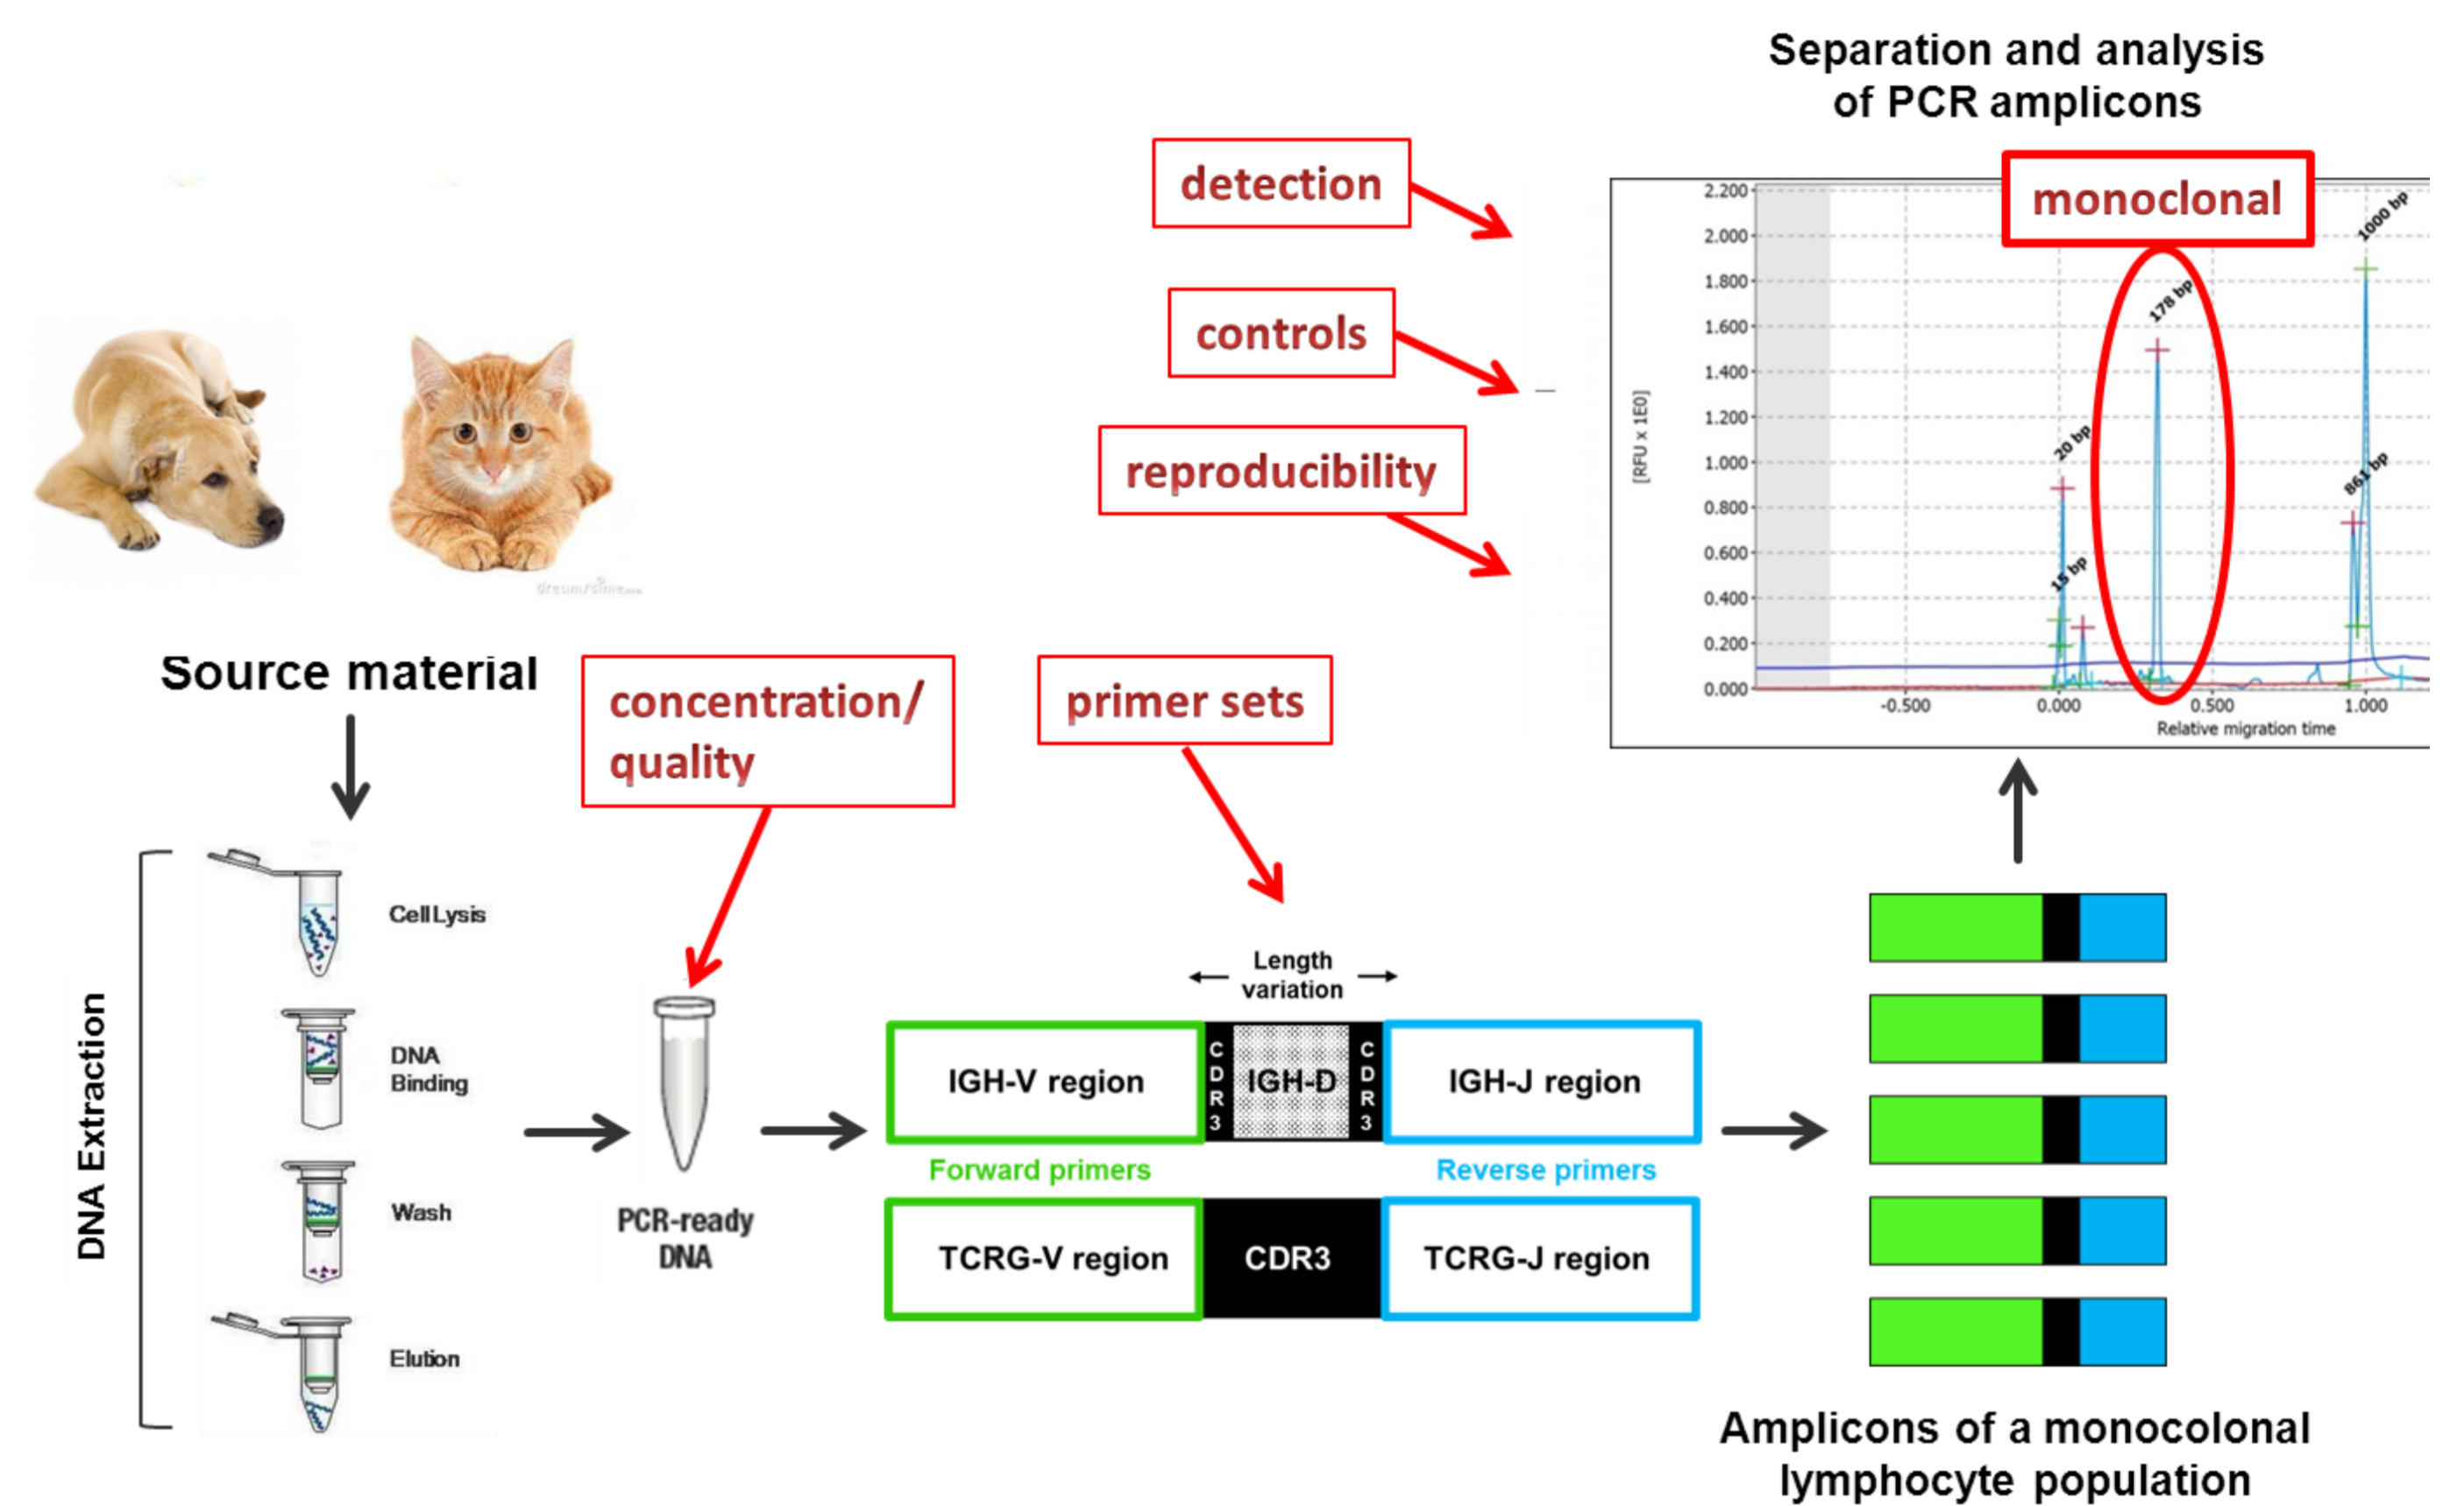 Separation and analysis
of PCR amplicons
detection
controls
reproducibility
monoclonal
2.200
2.000
1.800
1.600
1.400
1.200
1.000
0.800
0.600
0.400
0.200
0.000
[RFU x 1E0]
15 bp
20 bp
178 bp
861 bp
1000 bp
-0.500
0.000
0.500
1.000
Relative migration time
dreamstime.com
Source material
concentration/
quality
primer sets
DNA Extraction
Cell Lysis
DNA
Binding
Wash
Elution
PCR-ready
DNA
Length
variation
IGH-V region
CDR3
IGH-D
CDR3
IGH-J region
Forward primers
Reverse primers
TCRG-V region
CDR3
TCRG-J region
Amplicons of a monocolonal
lymphocyte population